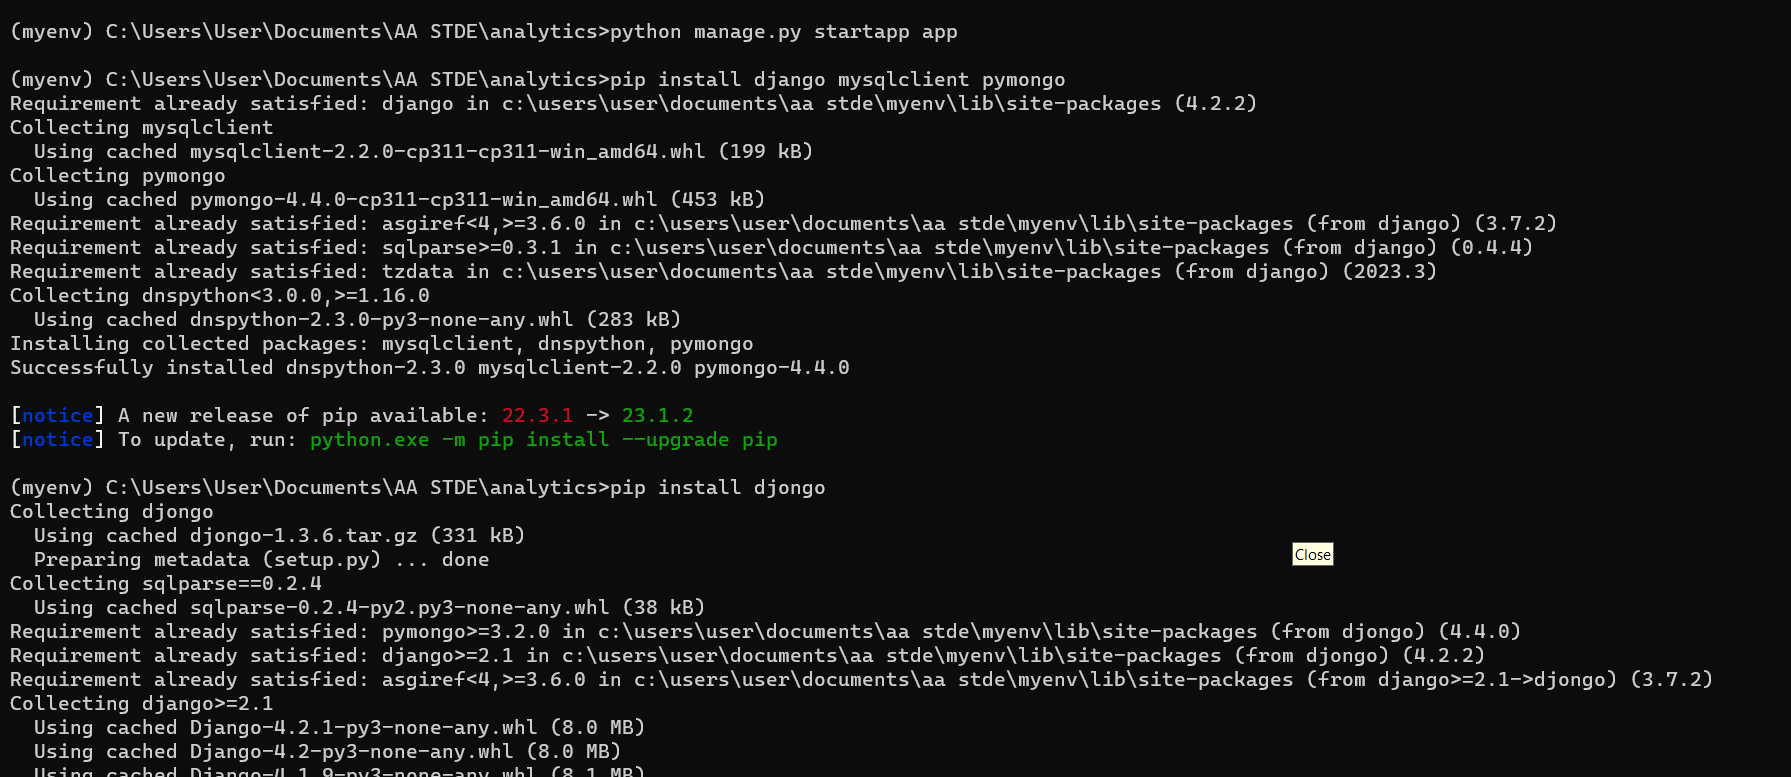 (myenv) C:\Users\User\Documents\AA STDE\analytics>python manage.py startapp app
(myenv) C:\Users\User\Documents\AA STDE\analytics>pip install django mysqlclient pymongo
Requirement already satisfied: django in c:\users\user\documents\aa stde\myenv\lib\site-packages (4.2.2)
Collecting mysqlclient
  Using cached mysqlclient-2.2.0-cp311-cp311-win_amd64.whl (199 kB)
Collecting pymongo
  Using cached pymongo-4.4.0-cp311-cp311-win_amd64.whl (453 kB)
Requirement already satisfied: asgiref<4,>=3.6.0 in c:\users\user\documents\aa stde\myenv\lib\site-packages (from django) (3.7.2)
Requirement already satisfied: sqlparse>=0.3.1 in c:\users\user\documents\aa stde\myenv\lib\site-packages (from django) (0.4.4)
Requirement already satisfied: tzdata in c:\users\user\documents\aa stde\myenv\lib\site-packages (from django) (2023.3)
Collecting dnspython<3.0.0,>=1.16.0
  Using cached dnspython-2.3.0-py3-none-any.whl (283 kB)
Installing collected packages: mysqlclient, dnspython, pymongo
Successfully installed dnspython-2.3.0 mysqlclient-2.2.0 pymongo-4.4.0
[notice] A new release of pip available: 22.3.1 -> 23.1.2
[notice] To update, run: python.exe -m pip install --upgrade pip
(myenv) C:\Users\User\Documents\AA STDE\analytics>pip install djongo
Collecting djongo
  Using cached djongo-1.3.6.tar.gz (331 kB)
  Preparing metadata (setup.py) ... done
Close
Collecting sqlparse==0.2.4
  Using cached sqlparse-0.2.4-py2.py3-none-any.whl (38 kB)
Requirement already satisfied: pymongo>=3.2.0 in c:\users\user\documents\aa stde\myenv\lib\site-packages (from djongo) (4.4.0)
Requirement already satisfied: django>=2.1 in c:\users\user\documents\aa stde\myenv\lib\site-packages (from djongo) (4.2.2)
Requirement already satisfied: asgiref<4,>=3.6.0 in c:\users\user\documents\aa stde\myenv\lib\site-packages (from django>=2.1->djongo) (3.7.2)
Collecting django>=2.1
  Using cached Django-4.2.1-py3-none-any.whl (8.0 MB)
  Using cached Django-4.2-py3-none-any.whl (8.0 MB)
  Using cached Django-4.1.9-py3-none-any.whl (8.1 MB)